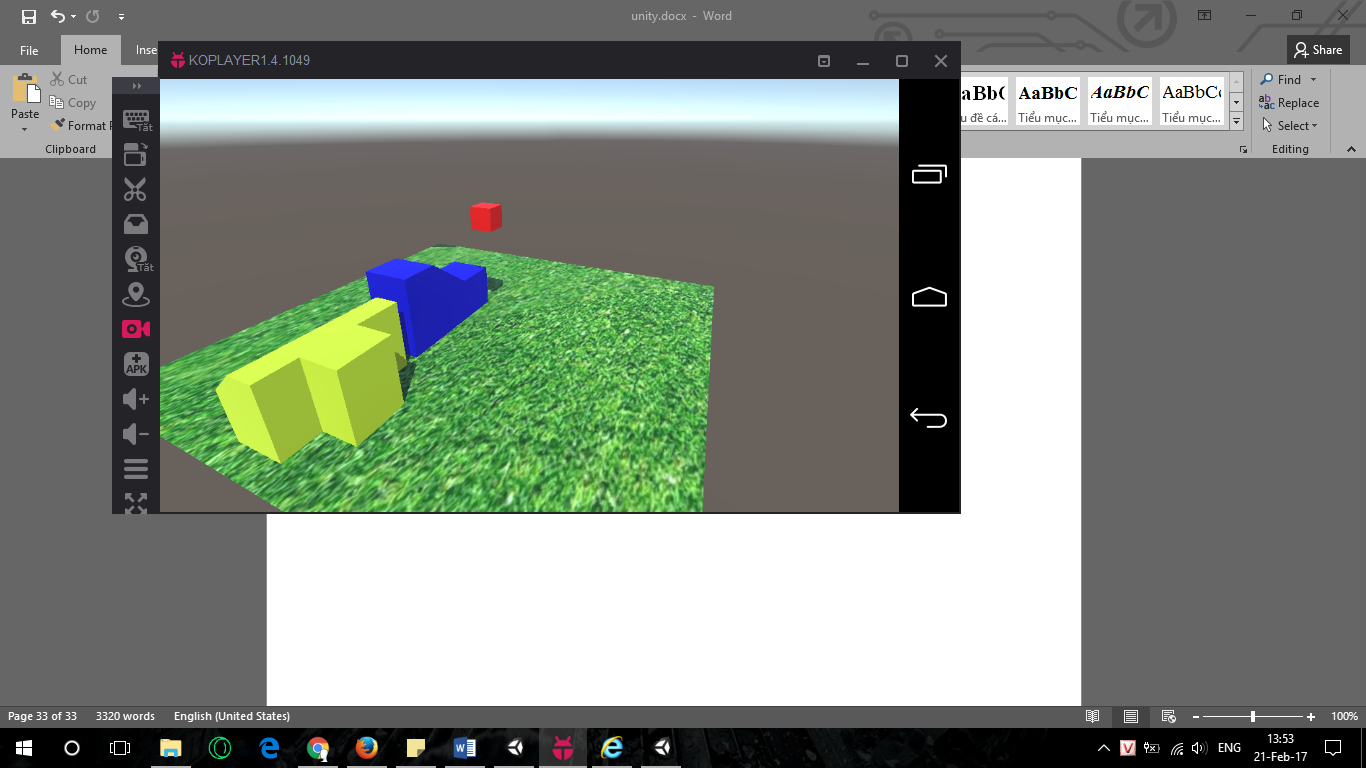 unity.docx - Word
File
Home
Inse
Share
KOPLAYER1.4.1049
Paste
Cut
Copy
Format
Clipboard
Tắt
Tắt
APK
AaBbC
AaBbC
AaBbC
đề cá...
Tiểu mục...
Tiểu mục...
Tiểu mục...
Find
Replace
Select
Editing
Page 33 of 33
3320 words
English (United States)
100%
ENG
13:53
21-Feb-17